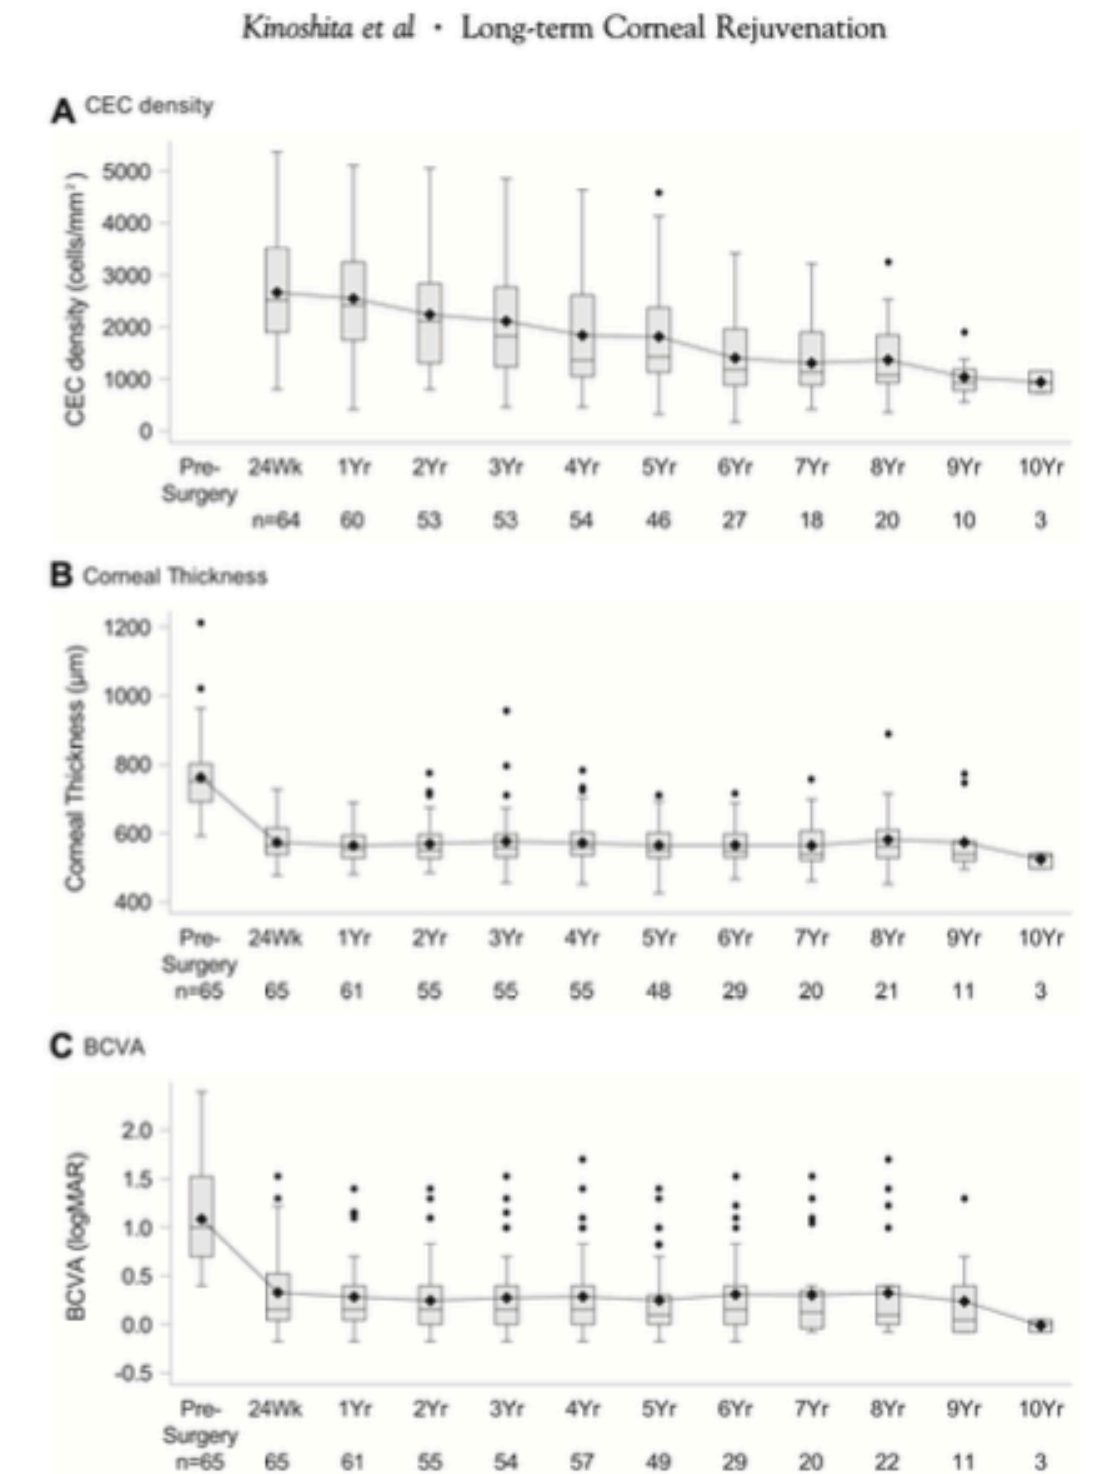 Kinoshita et al • Long-term Corneal Rejuvenation
A CEC density
CEC density (cells/mm²)
5000
4000
3000
2000
1000
0
Pre-Surgery 24Wk 1Yr 2Yr 3Yr 4Yr 5Yr 6Yr 7Yr 8Yr 9Yr 10Yr
n=64 60 53 53 54 46 27 18 20 10 3
B Corneal Thickness
Corneal Thickness (μm)
1200
1000
800
600
400
Pre-Surgery 24Wk 1Yr 2Yr 3Yr 4Yr 5Yr 6Yr 7Yr 8Yr 9Yr 10Yr
n=65 65 61 55 55 55 48 29 20 21 11 3
C BCVA
BCVA (logMAR)
2.0
1.5
1.0
0.5
0.0
-0.5
Pre-Surgery 24Wk 1Yr 2Yr 3Yr 4Yr 5Yr 6Yr 7Yr 8Yr 9Yr 10Yr
n=65 65 61 55 54 57 49 29 20 22 11 3